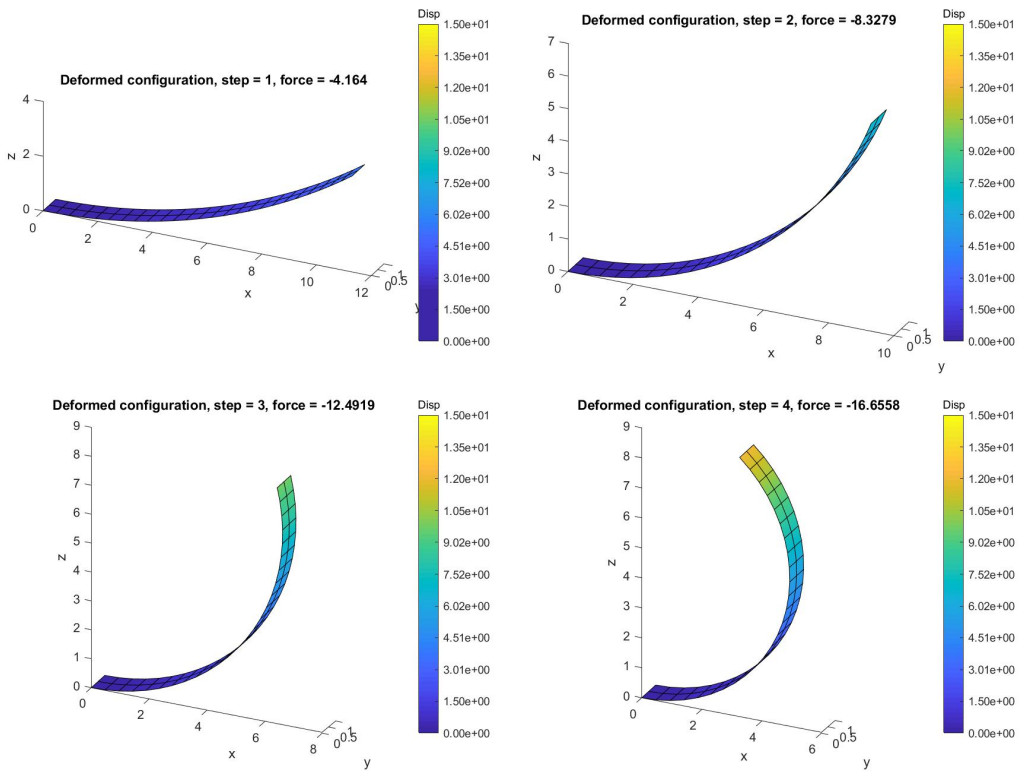 Deformed configuration, step = 1, force = -4.164
4
2
0
z
0
2
4
6
8
10
12
x
0
0.5
1
y
Disp
1.50e+01
1.35e+01
1.20e+01
1.05e+01
9.02e+00
7.52e+00
6.02e+00
4.51e+00
3.01e+00
1.50e+00
0.00e+00
Deformed configuration, step = 2, force = -8.3279
7
6
5
4
3
2
1
0
z
0
2
4
6
8
10
x
0
0.5
1
y
Disp
1.50e+01
1.35e+01
1.20e+01
1.05e+01
9.02e+00
7.52e+00
6.02e+00
4.51e+00
3.01e+00
1.50e+00
0.00e+00
Deformed configuration, step = 3, force = -12.4919
9
8
7
6
5
4
3
2
1
0
z
0
2
4
6
8
x
0
0.5
1
y
Disp
1.50e+01
1.35e+01
1.20e+01
1.05e+01
9.02e+00
7.52e+00
6.02e+00
4.51e+00
3.01e+00
1.50e+00
0.00e+00
Deformed configuration, step = 4, force = -16.6558
9
8
7
6
5
4
3
2
1
0
z
0
2
4
6
x
0
0.5
1
y
Disp
1.50e+01
1.35e+01
1.20e+01
1.05e+01
9.02e+00
7.52e+00
6.02e+00
4.51e+00
3.01e+00
1.50e+00
0.00e+00